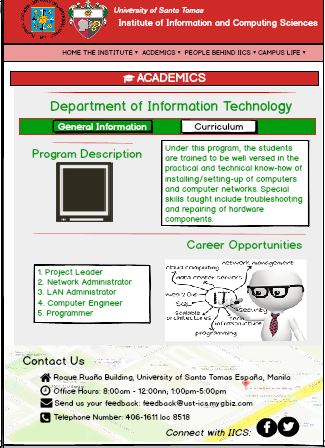 University of Santo Tomas
Institute of Information and Computing Sciences
HOME THE INSTITUTE ACDEMICS PEOPLE BEHIND IICS CAMPUS LIFE
ACADEMICS
Department of Information Technology
General Information Curriculum
Program Description
Under this program, the students
are trained to be well versed in the
practical and technical know-how of
installing/setting-up of computers
and computer networks. Special
skills taught include troubleshooting
and repairing of hardware
components.
Career Opportunities
1. Project Leader
2. Network Administrator
3. LAN Administrator
4. Computer Engineer
5. Programmer
network management
cloud computing
data center servers
web 2.0
SQL
security
scalable
architectures
tech
infrastructure
programming
Contact Us
Roque Ruaño Building, University of Santo Tomas España, Manila
Office Hours: 8:00am - 12:00nn; 1:00pm-5:00pm
Send us your feedback: feedback@ust-ics.mygbiz.com
Telephone Number: 406-1611 loc 8518
Connect with IICS: